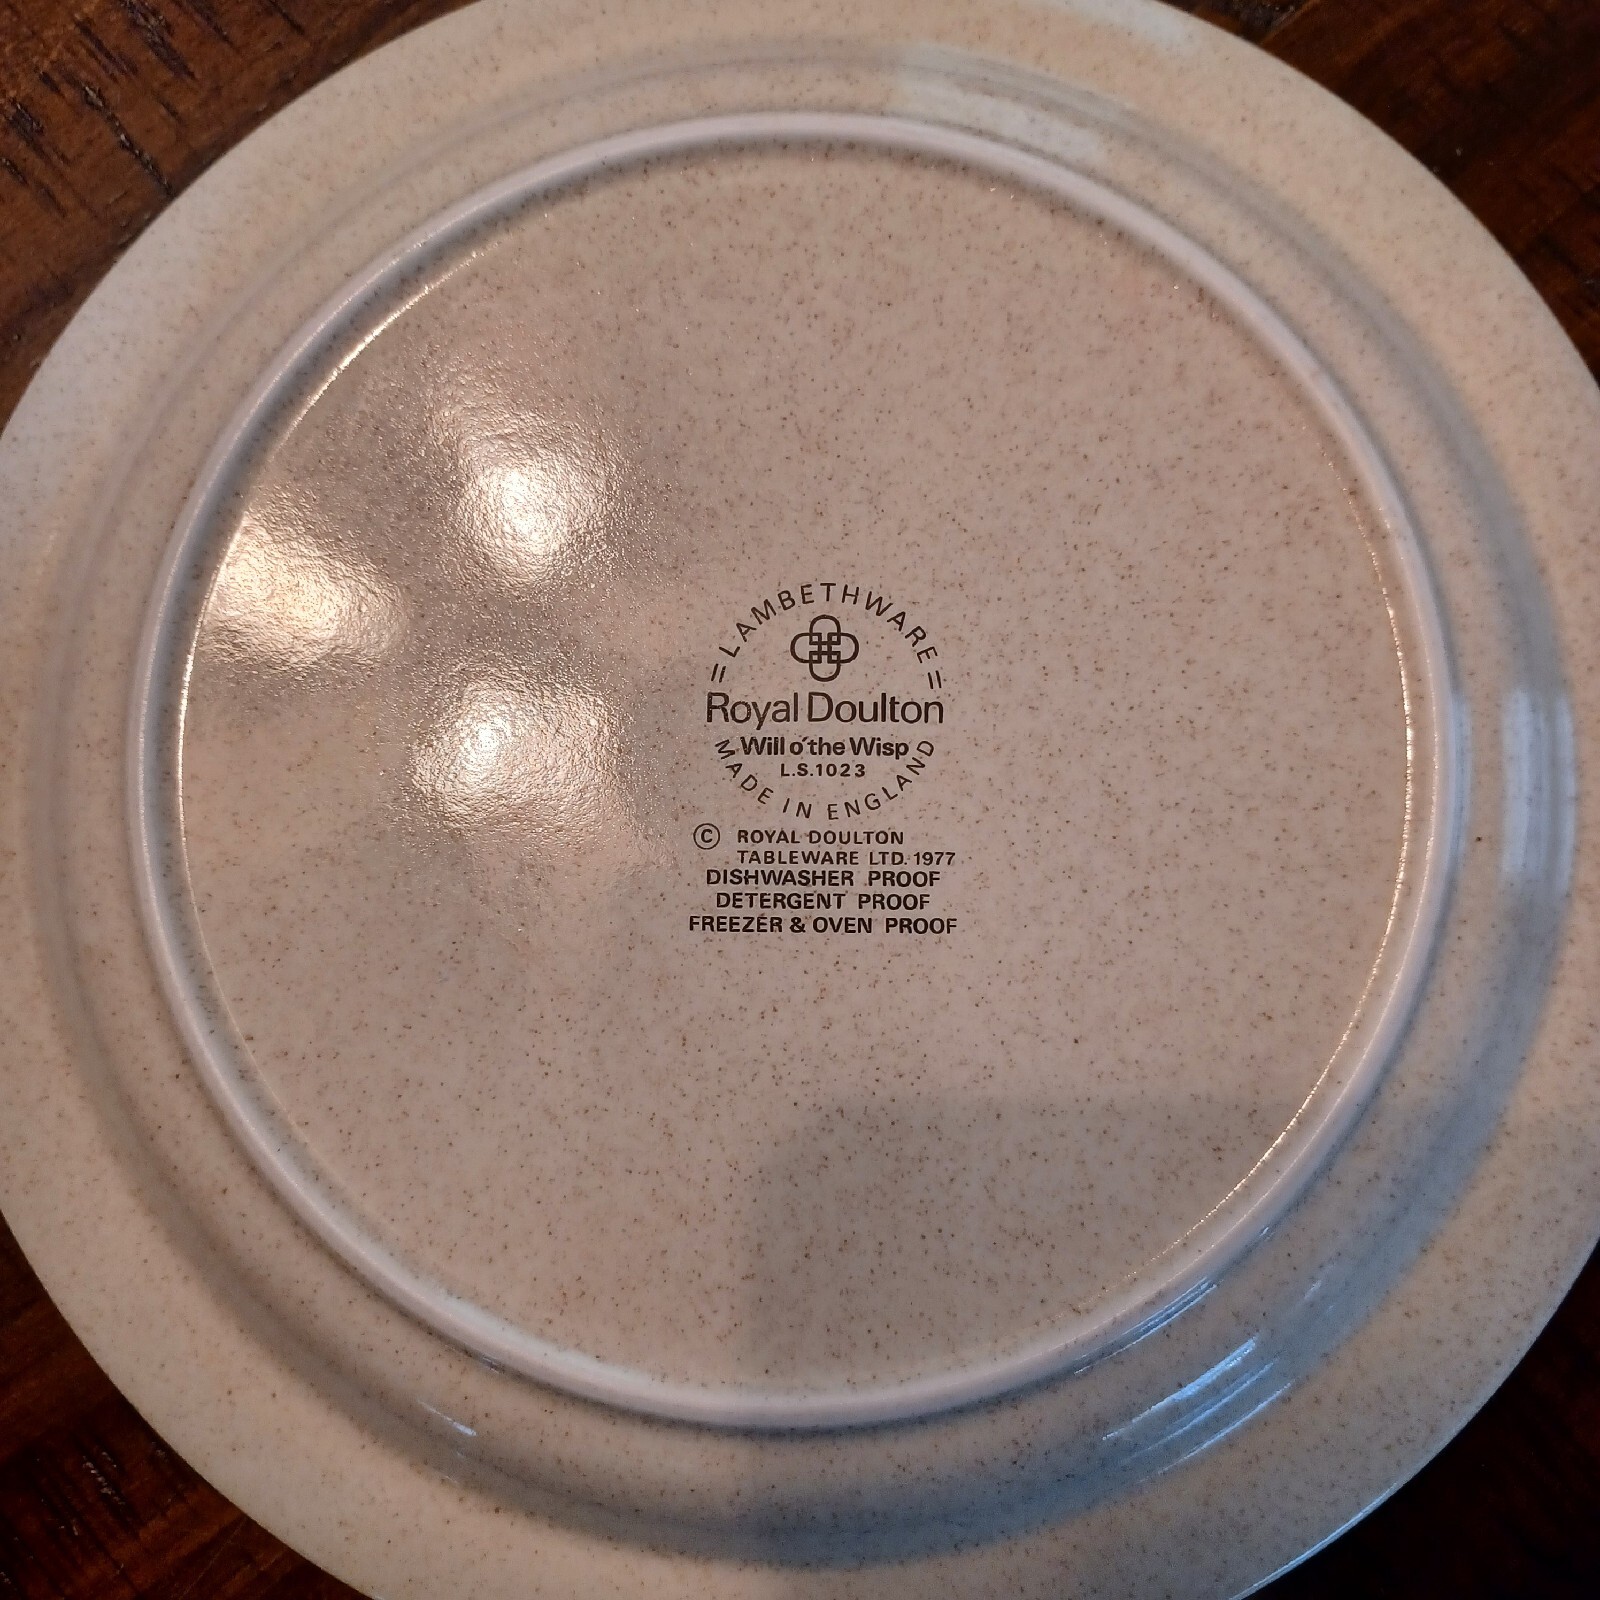 =LAMBETHWARE=
Royal Doulton
Will o'the Wisp
L.S.1023
MADE IN ENGLAND
© ROYAL DOULTON
TABLEWARE LTD. 1977
DISHWASHER PROOF
DETERGENT PROOF
FREEZER & OVEN PROOF